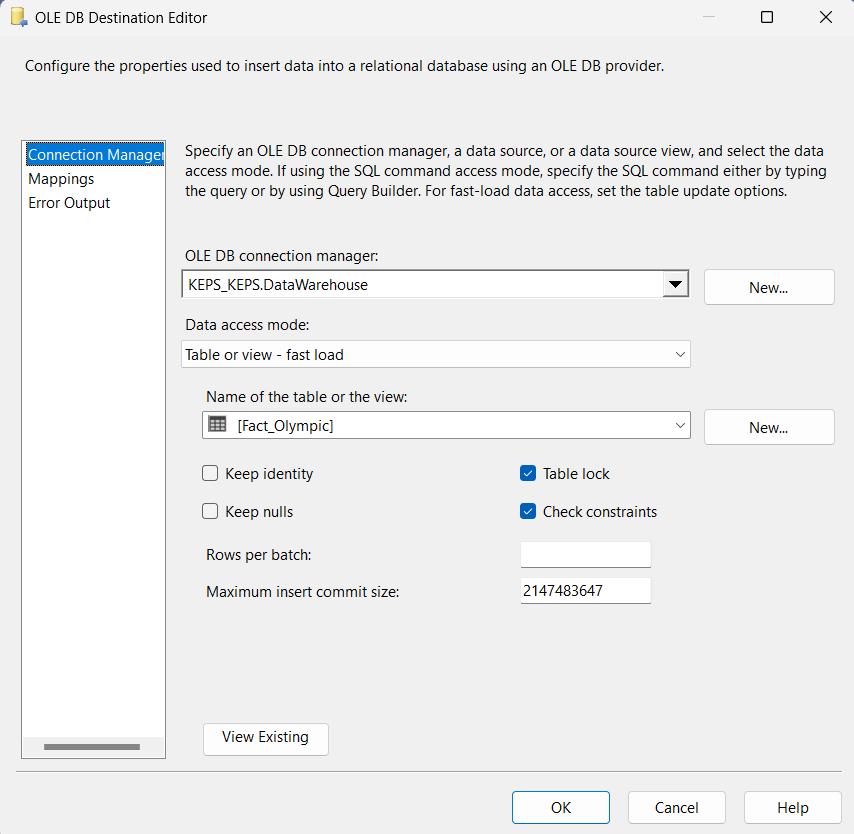 OLE DB Destination Editor
Configure the properties used to insert data into a relational database using an OLE DB provider.
Connection Manager
Mappings
Error Output
Specify an OLE DB connection manager, a data source, or a data source view, and select the data
access mode. If using the SQL command access mode, specify the SQL command either by typing
the query or by using Query Builder. For fast-load data access, set the table update options.
OLE DB connection manager:
KEPS_KEPS.DataWarehouse
New...
Data access mode:
Table or view - fast load
Name of the table or the view:
[Fact_Olympic]
New...
Keep identity
Table lock
Keep nulls
Check constraints
Rows per batch:
Maximum insert commit size:
2147483647
View Existing
OK
Cancel
Help